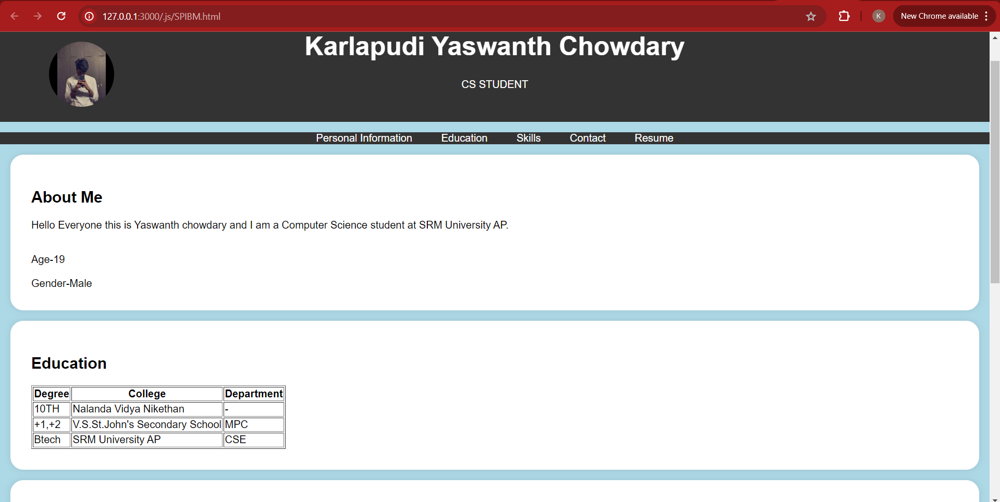 127.0.0.1:3000/.js/SPIBM.html
K
New Chrome available
Karlapudi Yaswanth Chowdary
CS STUDENT
Personal Information Education Skills Contact Resume
About Me
Hello Everyone this is Yaswanth chowdary and I am a Computer Science student at SRM University AP.
Age-19
Gender-Male
Education
Degree College Department
10TH Nalanda Vidya Nikethan -
+1,+2 V.S.St.John's Secondary School MPC
Btech SRM University AP CSE